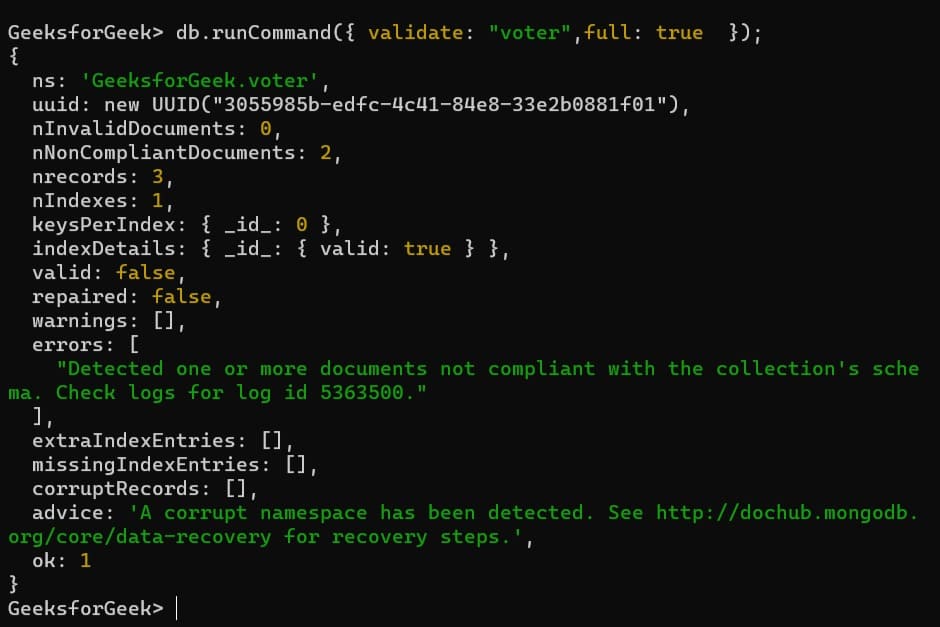 GeeksforGeek> db.runCommand({ validate: "voter",full: true  });
{
  ns: 'GeeksforGeek.voter',
  uuid: new UUID("3055985b-edfc-4c41-84e8-33e2b0881f01"),
  nInvalidDocuments: 0,
  nNonCompliantDocuments: 2,
  nrecords: 3,
  nIndexes: 1,
  keysPerIndex: { _id_: 0 },
  indexDetails: { _id_: { valid: true } },
  valid: false,
  repaired: false,
  warnings: [],
  errors: [
    "Detected one or more documents not compliant with the collection's sche
ma. Check logs for log id 5363500."
  ],
  extraIndexEntries: [],
  missingIndexEntries: [],
  corruptRecords: [],
  advice: 'A corrupt namespace has been detected. See http://dochub.mongodb.
org/core/data-recovery for recovery steps.',
  ok: 1
}
GeeksforGeek>